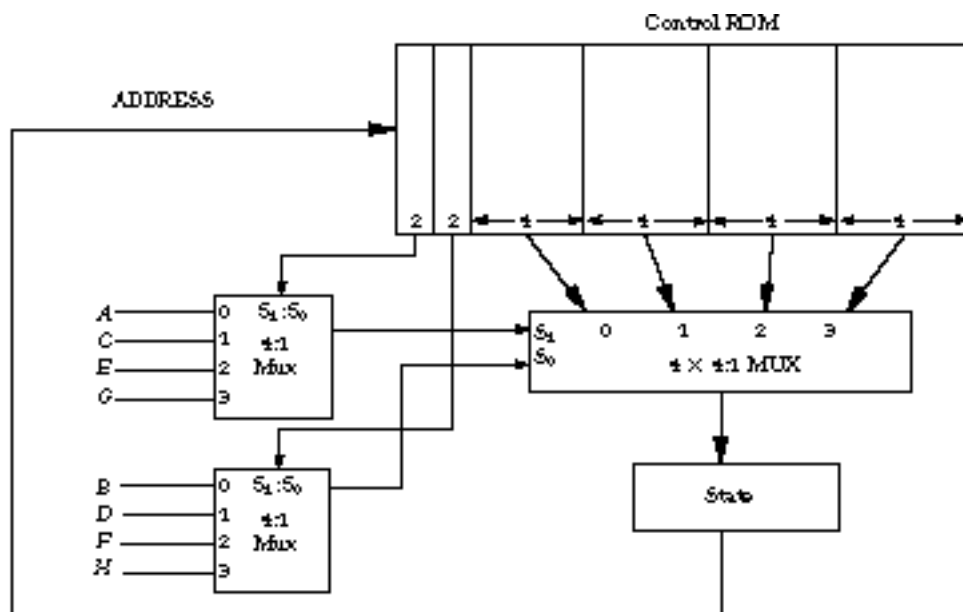 Control ROM
ADDRESS
2 2 4 4 4 4
A 0 S1 : S0
C 1 4:1
E 2 Mux
G 3
S1 0 1 2 3
S0 4 × 4:1 MUX
B 0 S1 : S0
D 1 4:1
F 2 Mux
H 3
State